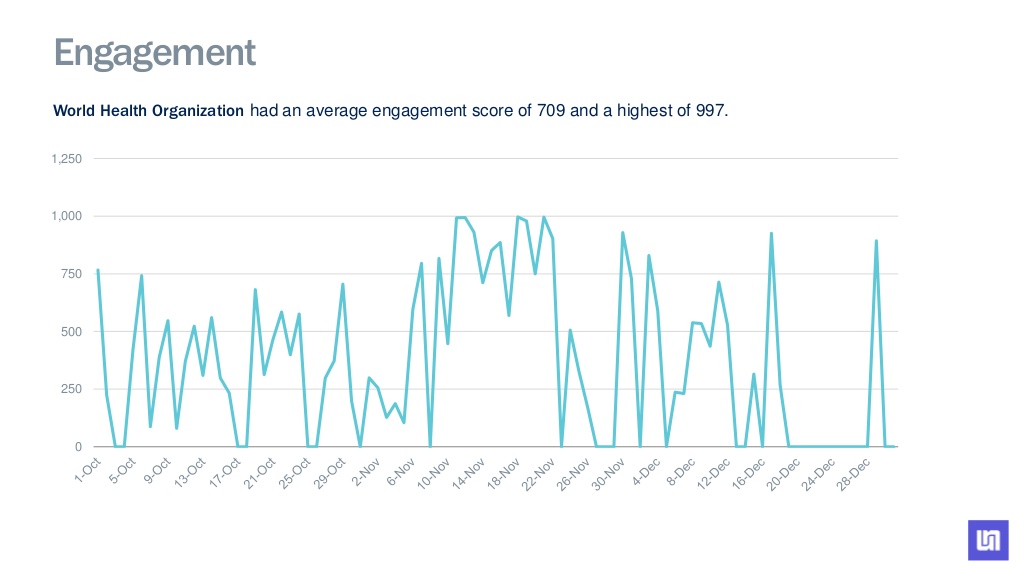 Engagement
World Health Organization had an average engagement score of 709 and a highest of 997.
1,250
1,000
750
500
250
0
1-Oct 5-Oct 9-Oct 13-Oct 17-Oct 21-Oct 25-Oct 29-Oct 2-Nov 6-Nov 10-Nov 14-Nov 18-Nov 22-Nov 26-Nov 30-Nov 4-Dec 8-Dec 12-Dec 16-Dec 20-Dec 24-Dec 28-Dec